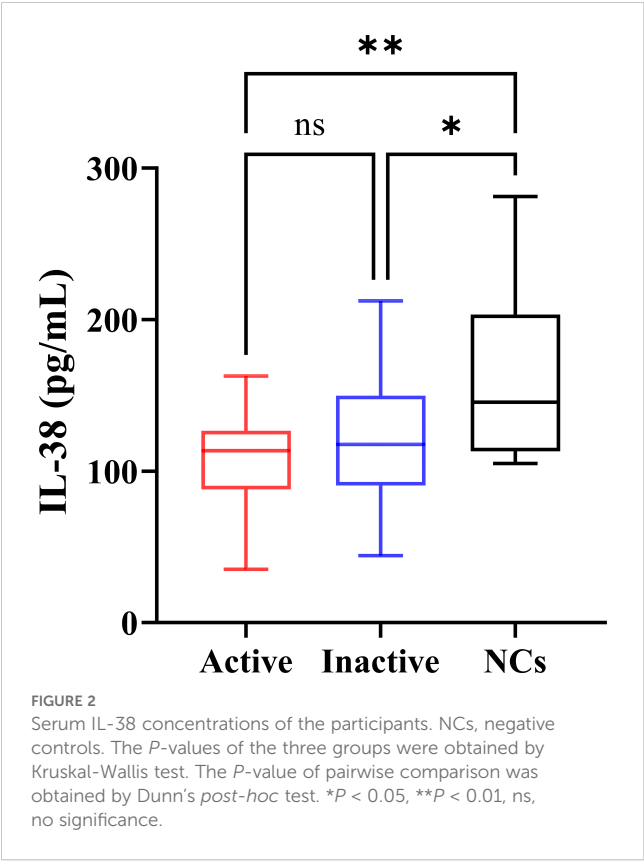 **
ns
*
300
200
100
0
IL-38 (pg/mL)
Active Inactive NCs
FIGURE 2
Serum IL-38 concentrations of the participants. NCs, negative
controls. The P-values of the three groups were obtained by
Kruskal-Wallis test. The P-value of pairwise comparison was
obtained by Dunn’s post-hoc test. *P < 0.05, **P < 0.01, ns,
no significance.